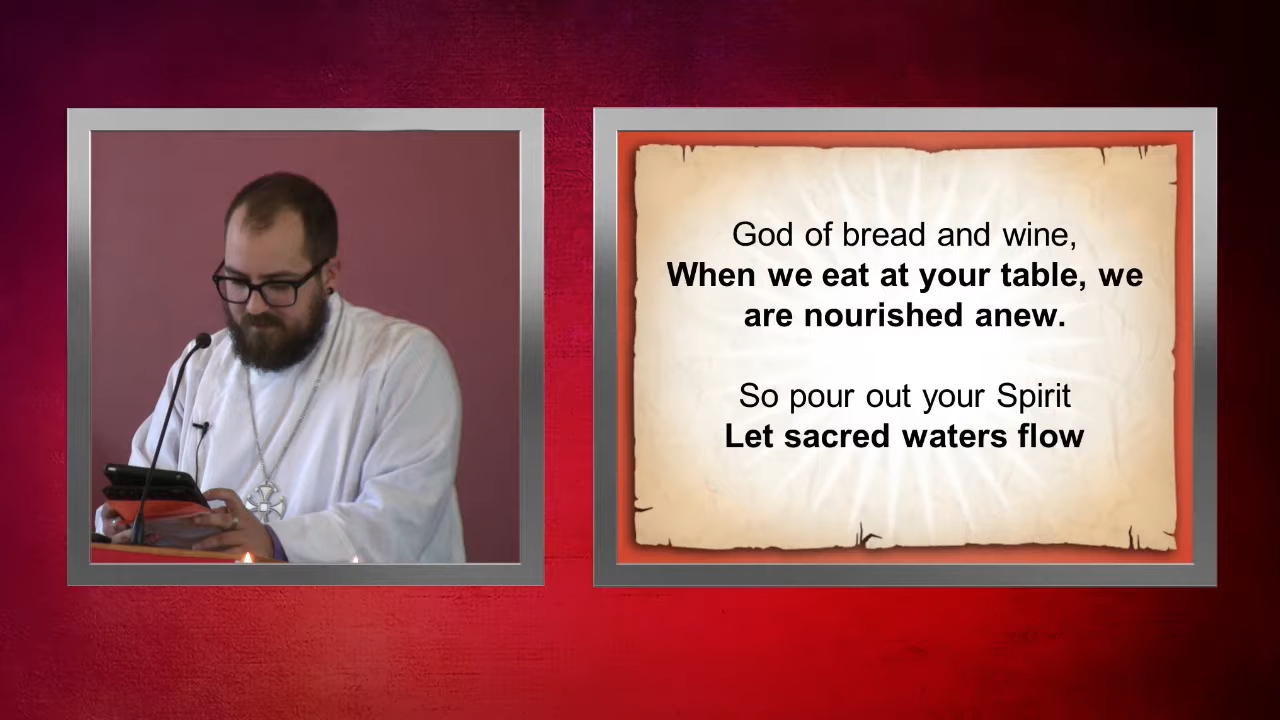 God of bread and wine,
When we eat at your table, we
are nourished anew.
So pour out your Spirit
Let sacred waters flow